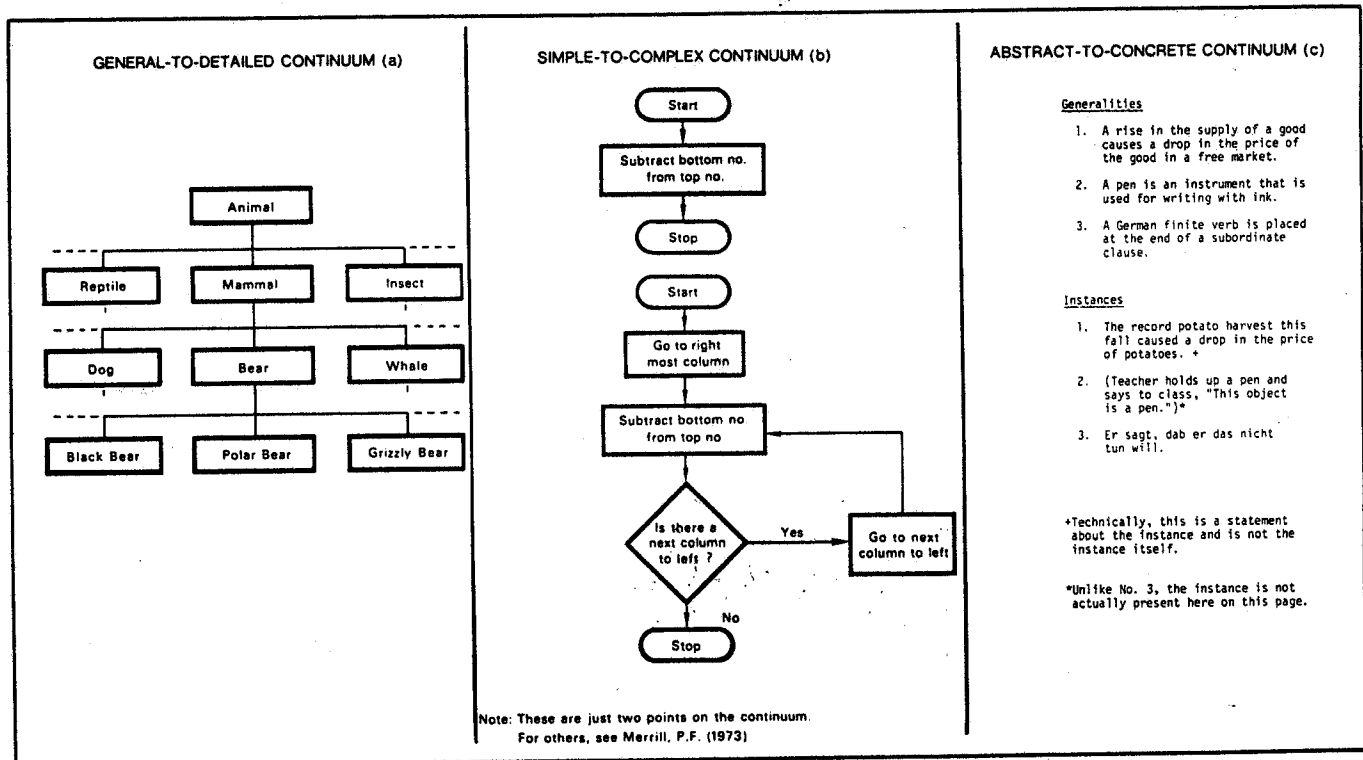 GENERAL-TO-DETAILED CONTINUUM (a)
Animal
Reptile
Mammal
Insect
Dog
Bear
Whale
Black Bear
Polar Bear
Grizzly Bear
SIMPLE-TO-COMPLEX CONTINUUM (b)
Start
Subtract bottom no.
from top no.
Stop
Start
Go to right
most column
Subtract bottom no.
from top no
Is there a
next column
to left ?
Yes
Go to next
column to left
No
Stop
Note: These are just two points on the continuum.
For others, see Merrill, P.F. (1973)
ABSTRACT-TO-CONCRETE CONTINUUM (c)
Generalities
1. A rise in the supply of a good
causes a drop in the price of
the good in a free market.
2. A pen is an instrument that is
used for writing with ink.
3. A German finite verb is placed
at the end of a subordinate
clause.
Instances
1. The record potato harvest this
fall caused a drop in the price
of potatoes. +
2. (Teacher holds up a pen and
says to class, "This object
is a pen.")*
3. Er sagt, dab er das nicht
tun will.
+Technically, this is a statement
about the instance and is not the
instance itself.
*Unlike No. 3, the instance is not
actually present here on this page.